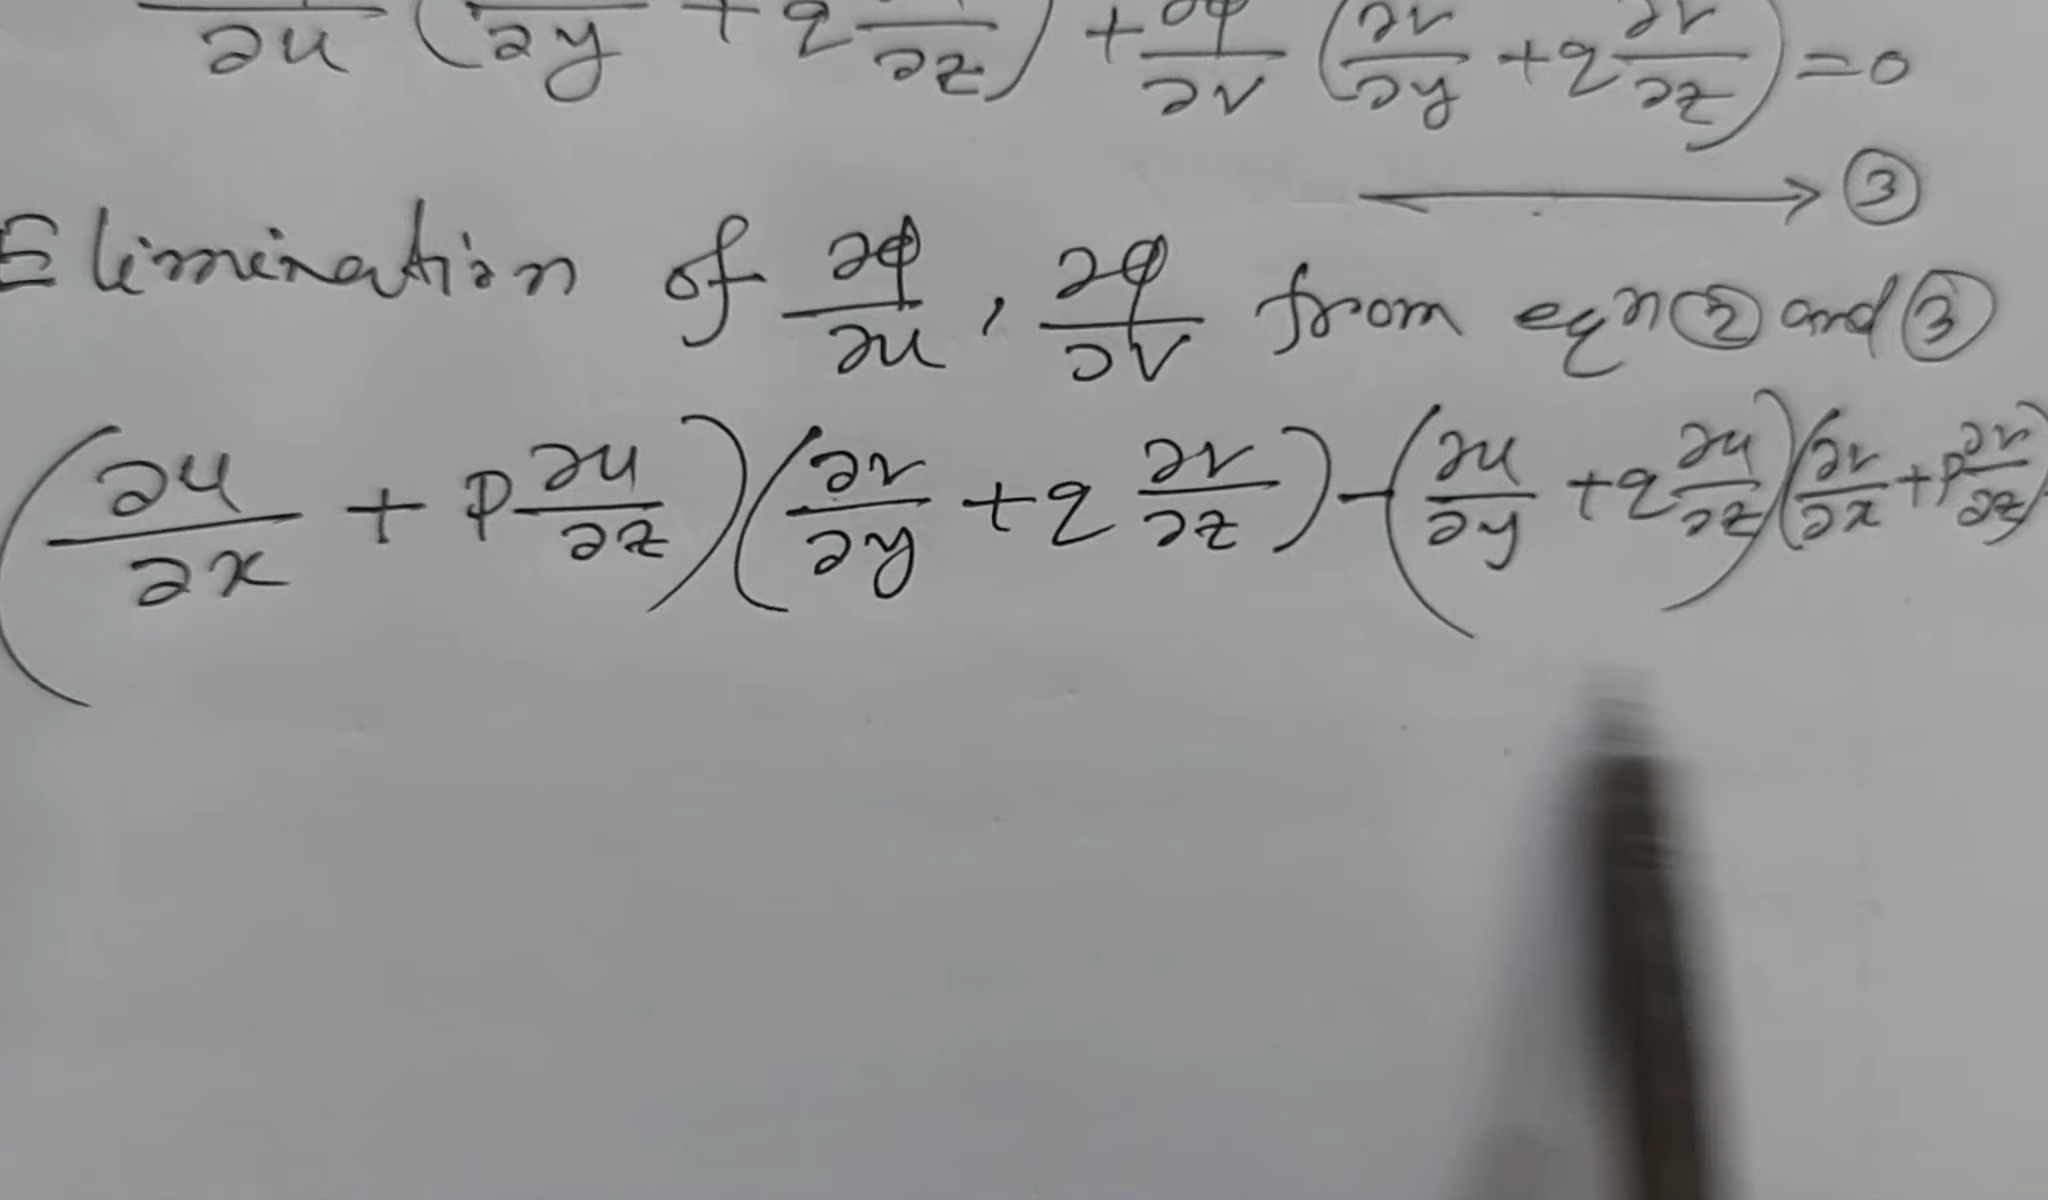 ∂u (∂y + q ∂z) + ∂φ/∂v (∂v/∂y + q ∂v/∂z) = 0
→ ③
Elimination of ∂φ/∂u, ∂φ/∂v from eqn ② and ③
(∂u/∂x + p ∂u/∂z)(∂v/∂y + q ∂v/∂z) - (∂u/∂y + q ∂u/∂z)(∂v/∂x + p ∂v/∂z)